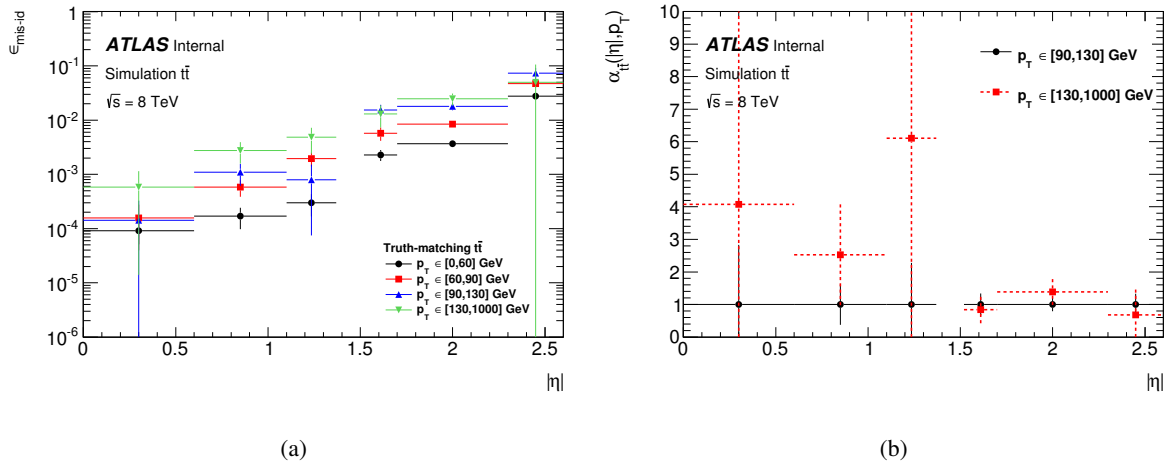 ϵ_mis-id
1
10⁻¹
10⁻²
10⁻³
10⁻⁴
10⁻⁵
10⁻⁶
ATLAS Internal
Simulation tt̄
√s = 8 TeV
Truth-matching tt̄
p_T ∈ [0,60] GeV
p_T ∈ [60,90] GeV
p_T ∈ [90,130] GeV
p_T ∈ [130,1000] GeV
0 0.5 1 1.5 2 2.5
|η|
(a)
α_tt̄(|η|,p_T)
10
9
8
7
6
5
4
3
2
1
0
ATLAS Internal
Simulation tt̄
√s = 8 TeV
p_T ∈ [90,130] GeV
p_T ∈ [130,1000] GeV
0 0.5 1 1.5 2 2.5
|η|
(b)